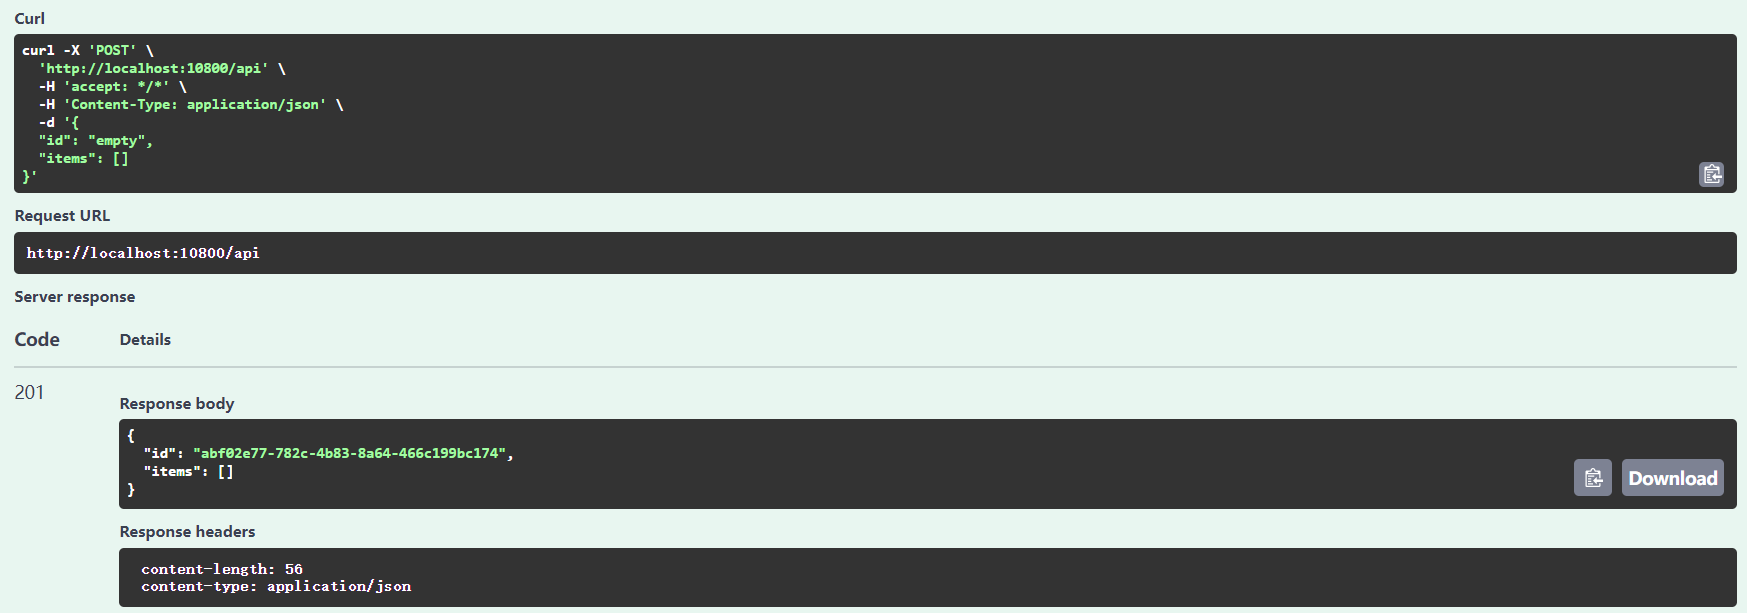 Curl
curl -X 'POST' \
  'http://localhost:10800/api' \
  -H 'accept: */*' \
  -H 'Content-Type: application/json' \
  -d '{
  "id": "empty",
  "items": []
}'
Request URL
http://localhost:10800/api
Server response
Code Details
201
Response body
{
  "id": "abf02e77-782c-4b83-8a64-466c199bc174",
  "items": []
}
Download
Response headers
content-length: 56
content-type: application/json